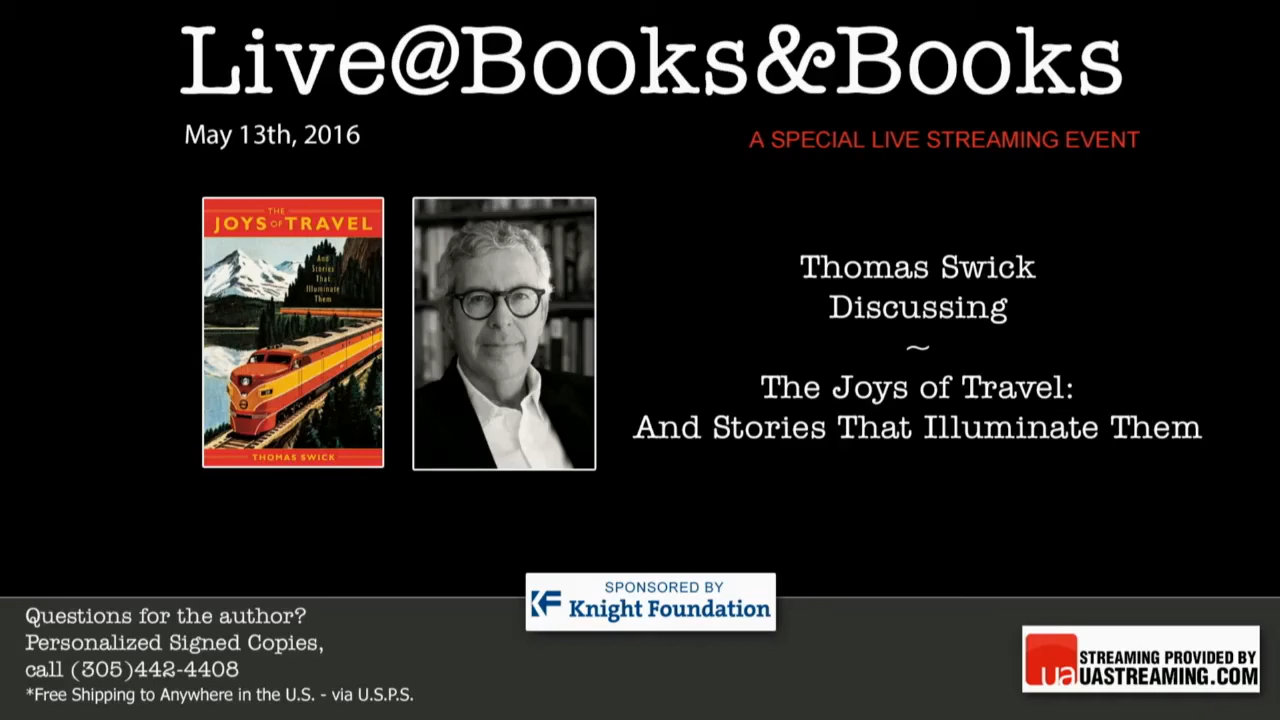 Live@Books&Books
May 13th, 2016
A SPECIAL LIVE STREAMING EVENT
THE
JOYS OF TRAVEL
And
Stories
That
Illuminate
Them
THOMAS SWICK
Thomas Swick
Discussing
~
The Joys of Travel:
And Stories That Illuminate Them
SPONSORED BY
KF Knight Foundation
Questions for the author?
Personalized Signed Copies,
call (305)442-4408
*Free Shipping to Anywhere in the U.S. - via U.S.P.S.
ua
STREAMING PROVIDED BY
UASTREAMING.COM